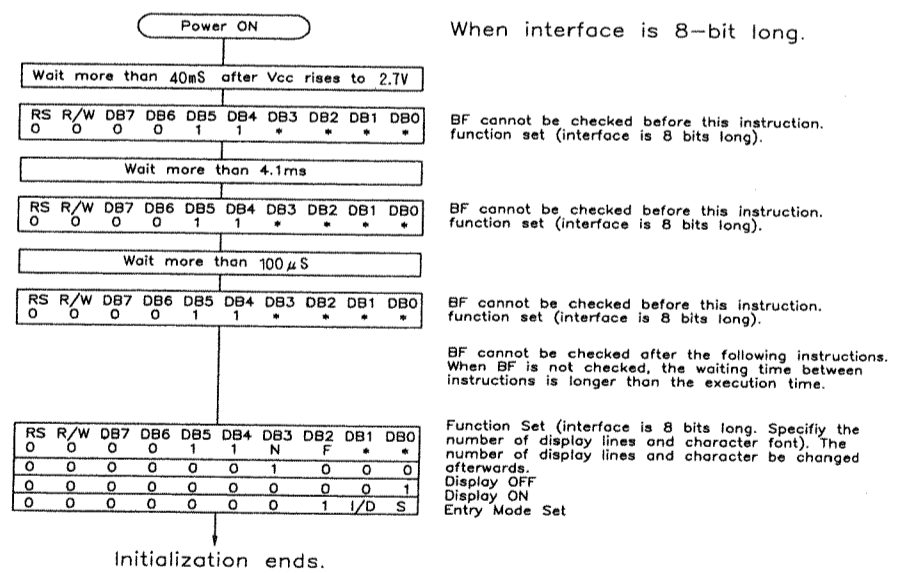 Power ON
When interface is 8-bit long.
Wait more than 40mS after Vcc rises to 2.7V
RS R/W DB7 DB6 DB5 DB4 DB3 DB2 DB1 DB0
0 0 0 0 1 1 * * * *
BF cannot be checked before this instruction.
function set (interface is 8 bits long).
Wait more than 4.1ms
RS R/W DB7 DB6 DB5 DB4 DB3 DB2 DB1 DB0
0 0 0 0 1 1 * * * *
BF cannot be checked before this instruction.
function set (interface is 8 bits long).
Wait more than 100μS
RS R/W DB7 DB6 DB5 DB4 DB3 DB2 DB1 DB0
0 0 0 0 1 1 * * * *
BF cannot be checked before this instruction.
function set (interface is 8 bits long).
BF cannot be checked after the following instructions.
When BF is not checked, the waiting time between
instructions is longer than the execution time.
RS R/W DB7 DB6 DB5 DB4 DB3 DB2 DB1 DB0
0 0 0 0 1 1 N F * *
0 0 0 0 0 0 1 0 0 0
0 0 0 0 0 0 0 0 0 1
0 0 0 0 0 0 0 1 I/D S
Function Set (interface is 8 bits long. Specifiy the
number of display lines and character font). The
number of display lines and character be changed
afterwards.
Display OFF
Display ON
Entry Mode Set
Initialization ends.